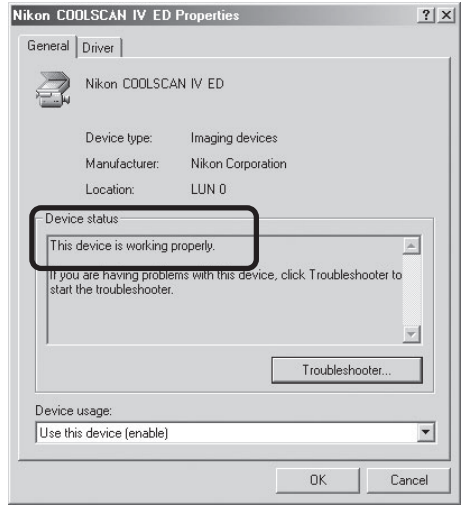 Nikon COOLSCAN IV ED Properties
General Driver
Nikon COOLSCAN IV ED
Device type: Imaging devices
Manufacturer: Nikon Corporation
Location: LUN 0
Device status
This device is working properly.
If you are having problems with this device, click Troubleshooter to
start the troubleshooter.
Troubleshooter...
Device usage:
Use this device (enable)
OK Cancel